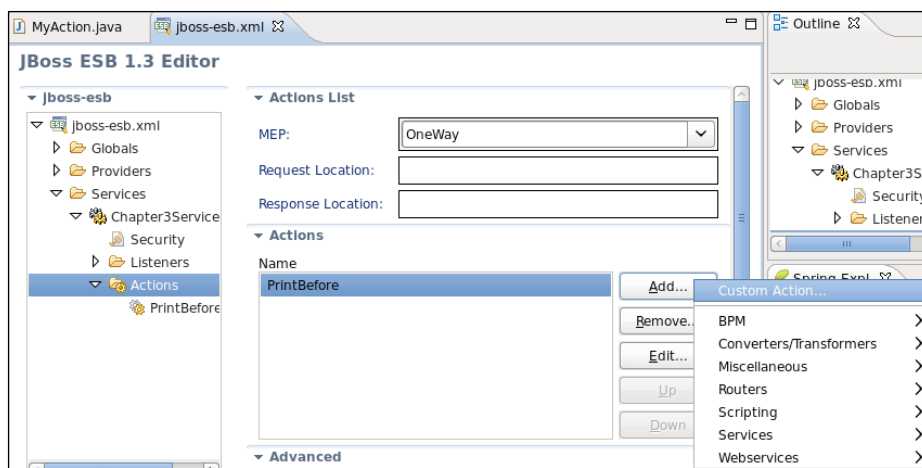 MyAction.java
jboss-esb.xml
Outline
JBoss ESB 1.3 Editor
jboss-esb
jboss-esb.xml
Globals
Providers
Services
Chapter3Service
Security
Listeners
Actions
PrintBefore
Actions List
MEP:
OneWay
Request Location:
Response Location:
Actions
Name
PrintBefore
Add...
Remove..
Edit...
Up
Down
Advanced
jboss-esb.xml
Globals
Providers
Services
Chapter3S
Security
Listener
Spring Expl
Custom Action...
BPM
Converters/Transformers
Miscellaneous
Routers
Scripting
Services
Webservices